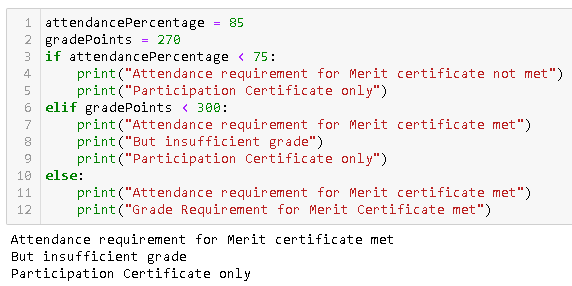 1 attendancePercentage = 85
2 gradePoints = 270
3 if attendancePercentage < 75:
4     print("Attendance requirement for Merit certificate not met")
5     print("Participation Certificate only")
6 elif gradePoints < 300:
7     print("Attendance requirement for Merit certificate met")
8     print("But insufficient grade")
9     print("Participation Certificate only")
10 else:
11     print("Attendance requirement for Merit certificate met")
12     print("Grade Requirement for Merit Certificate met")
Attendance requirement for Merit certificate met
But insufficient grade
Participation Certificate only